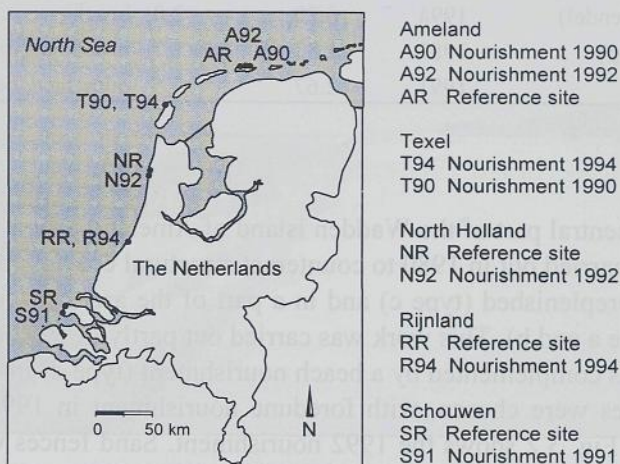 endel)
1994
North Sea
A92
AR A90
T90, T94
NR
N92
RR, R94
The Netherlands
SR
S91
0 50 km
N
Ameland
A90 Nourishment 1990
A92 Nourishment 1992
AR Reference site
Texel
T94 Nourishment 1994
T90 Nourishment 1990
North Holland
NR Reference site
N92 Nourishment 1992
Rijnland
RR Reference site
R94 Nourishment 1994
Schouwen
SR Reference site
S91 Nourishment 1991